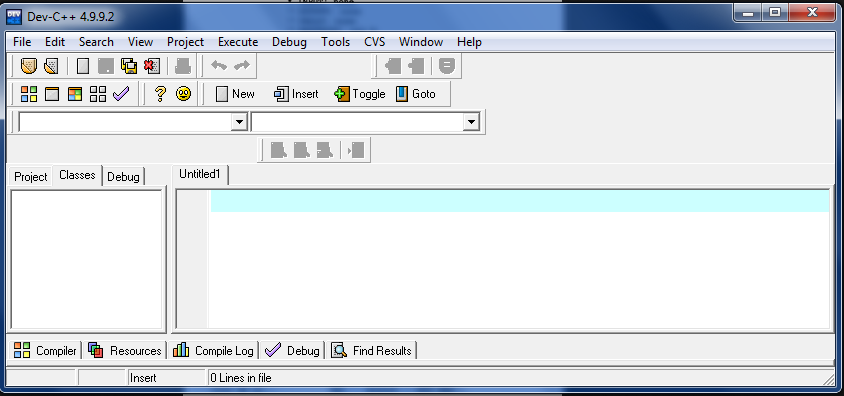 Dev-C++ 4.9.9.2
File Edit Search View Project Execute Debug Tools CVS Window Help
New Insert Toggle Goto
Project Classes Debug
Untitled1
Compiler Resources Compile Log Debug Find Results
Insert 0 Lines in file